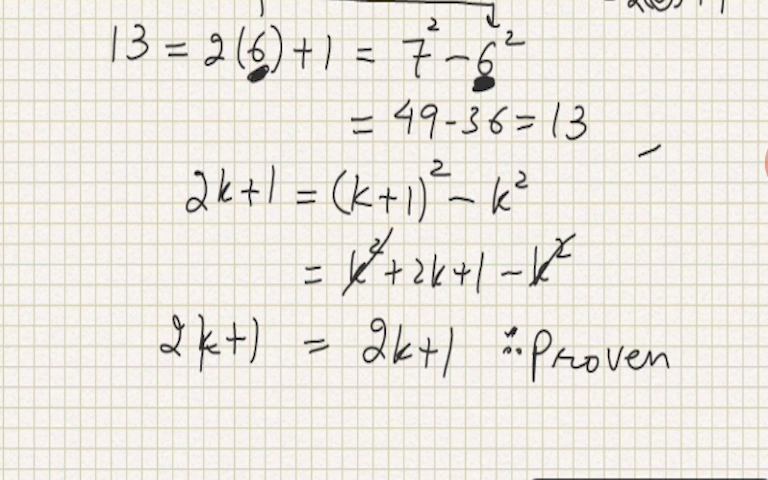 13 = 2(6) + 1 = 7² - 6²
= 49 - 36 = 13
2k+1 = (k+1)² - k²
= k² + 2k + 1 - k²
2k+1 = 2k+1 ∴ Proven